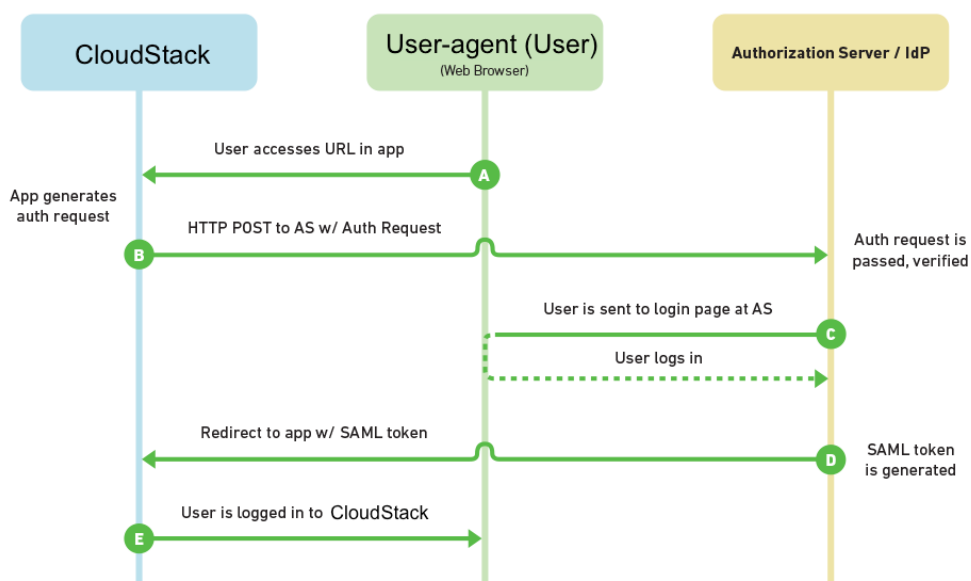 CloudStack
User-agent (User)
(Web Browser)
Authorization Server / IdP
User accesses URL in app
A
App generates
auth request
HTTP POST to AS w/ Auth Request
B
Auth request is
passed, verified
User is sent to login page at AS
C
User logs in
Redirect to app w/ SAML token
D
SAML token
is generated
User is logged in to CloudStack
E